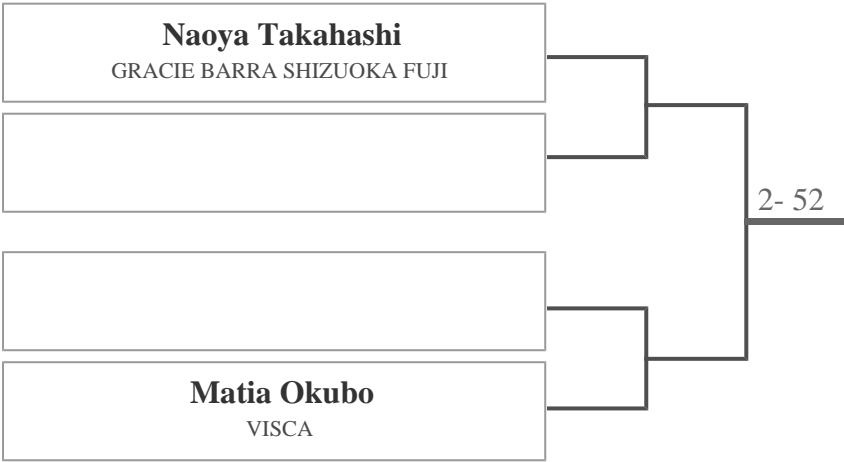 Naoya Takahashi
GRACIE BARRA SHIZUOKA FUJI
2- 52
Matia Okubo
VISCA